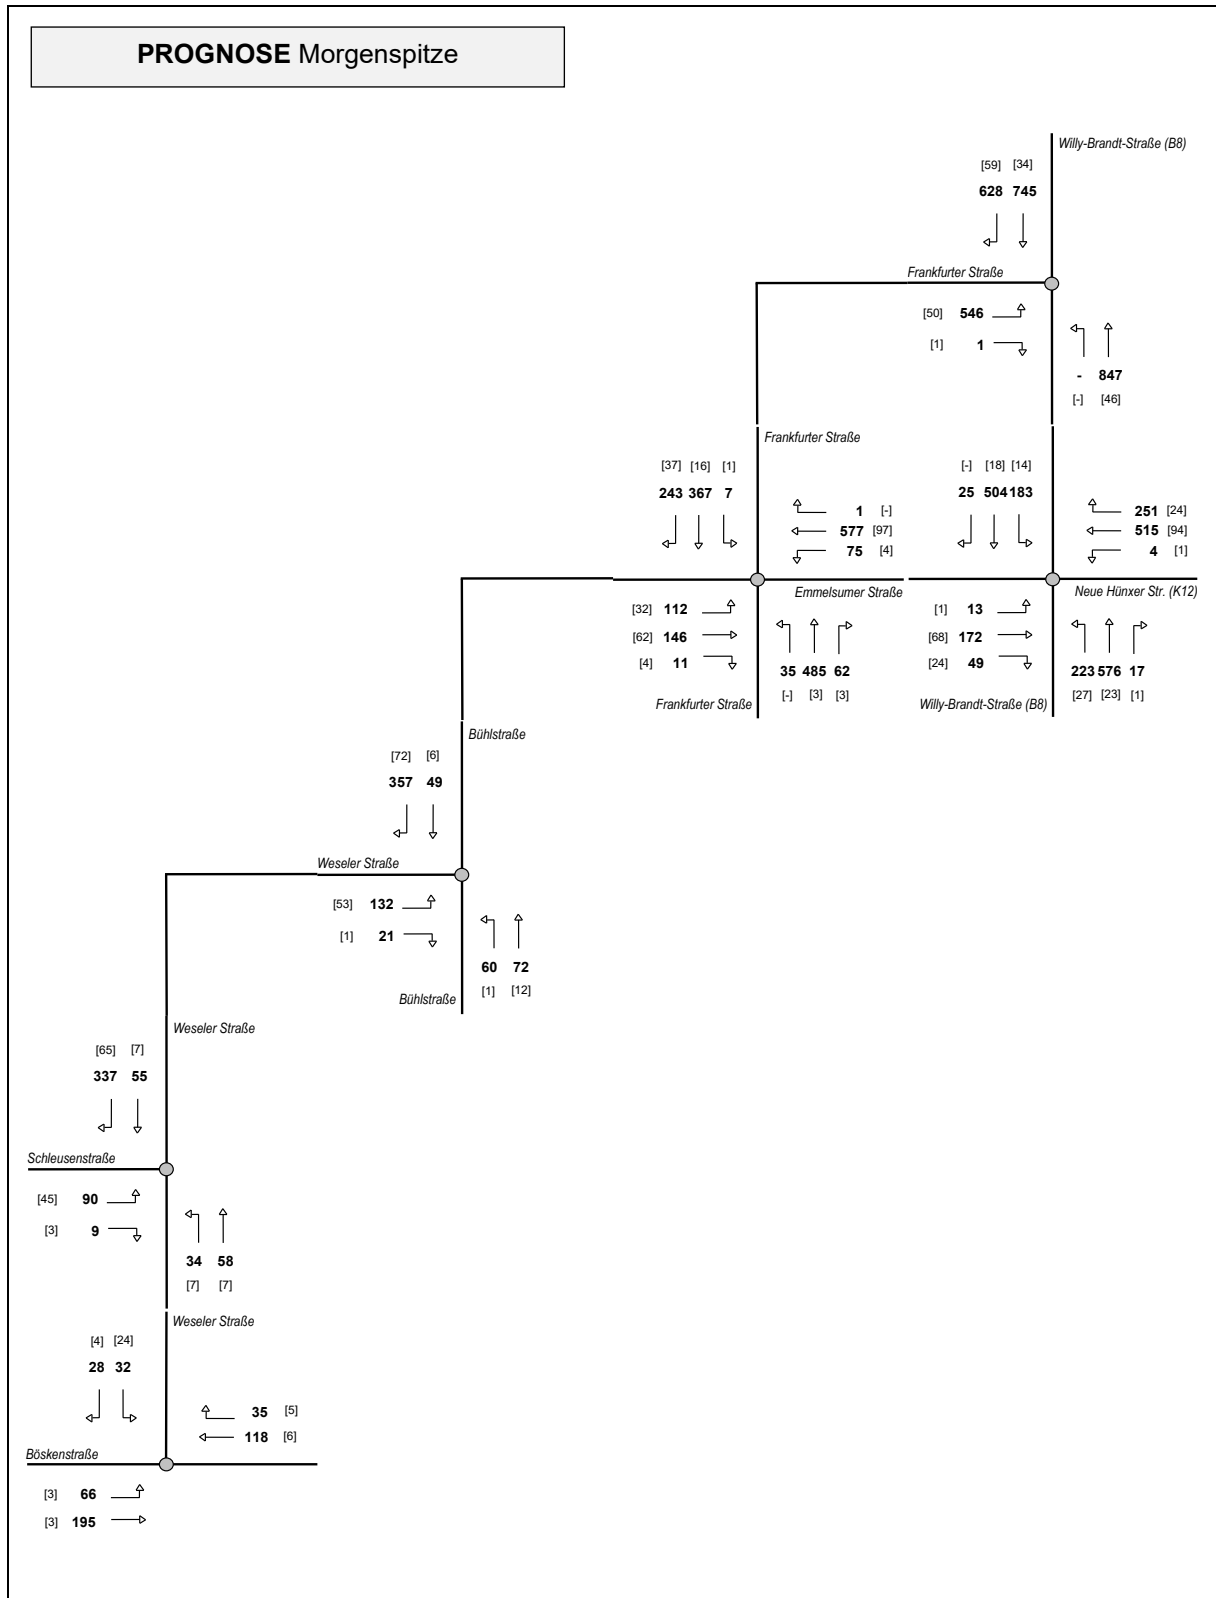 PROGNOSE Morgenspitze
Willy-Brandt-Straße (B8)
[59] [34]
628 745
Frankfurter Straße
[50] 546
[1] 1
- 847
[-] [46]
Frankfurter Straße
[37] [16] [1]
243 367 7
1 [-]
577 [97]
75 [4]
[-] [18] [14]
25 504 183
251 [24]
515 [94]
4 [1]
Emmelsumer Straße
Neue Hünxer Str. (K12)
[32] 112
[62] 146
[4] 11
35 485 62
[-] [3] [3]
Frankfurter Straße
[1] 13
[68] 172
[24] 49
223 576 17
[27] [23] [1]
Willy-Brandt-Straße (B8)
Bühlstraße
[72] [6]
357 49
Weseler Straße
[53] 132
[1] 21
60 72
[1] [12]
Bühlstraße
Weseler Straße
[65] [7]
337 55
Schleusenstraße
[45] 90
[3] 9
34 58
[7] [7]
Weseler Straße
[4] [24]
28 32
35 [5]
118 [6]
Böskenstraße
[3] 66
[3] 195